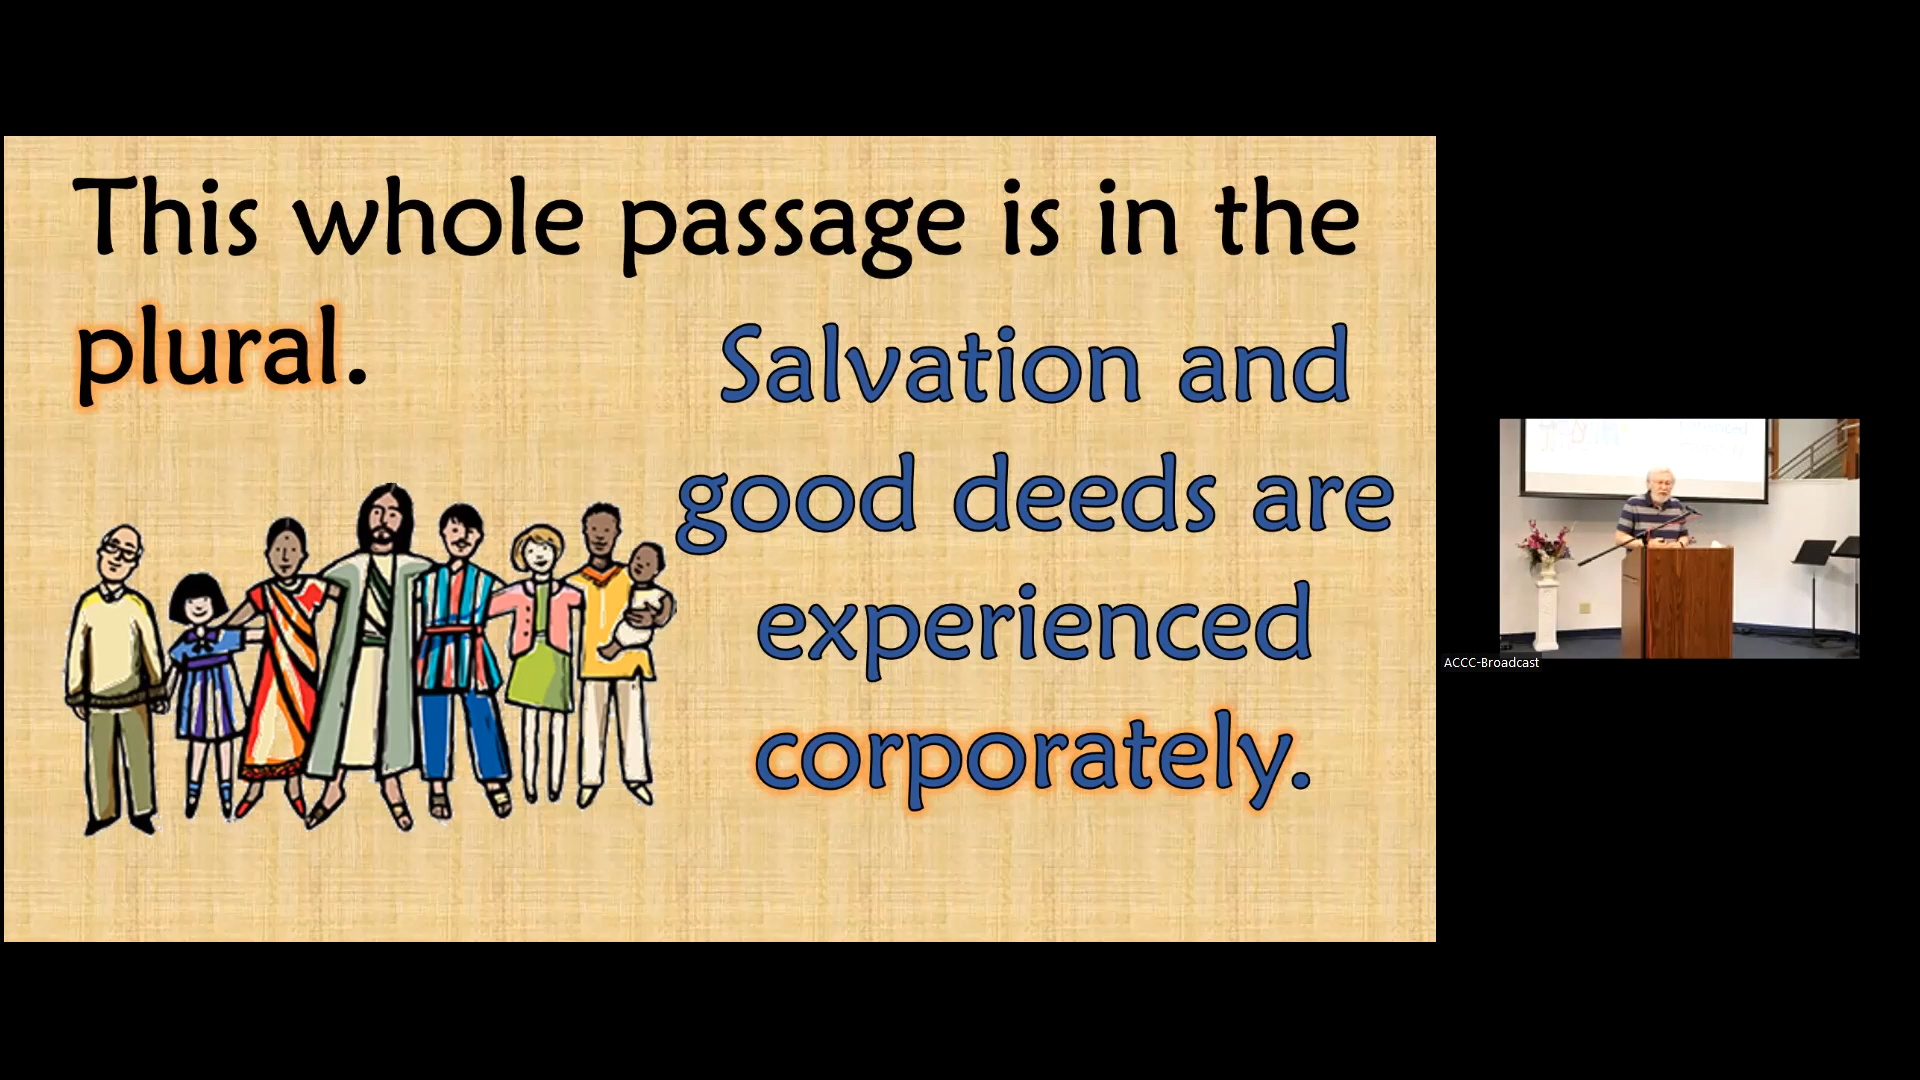 This whole passage is in the
plural.
Salvation and
good deeds are
experienced
corporately.
ACCC-Broadcast